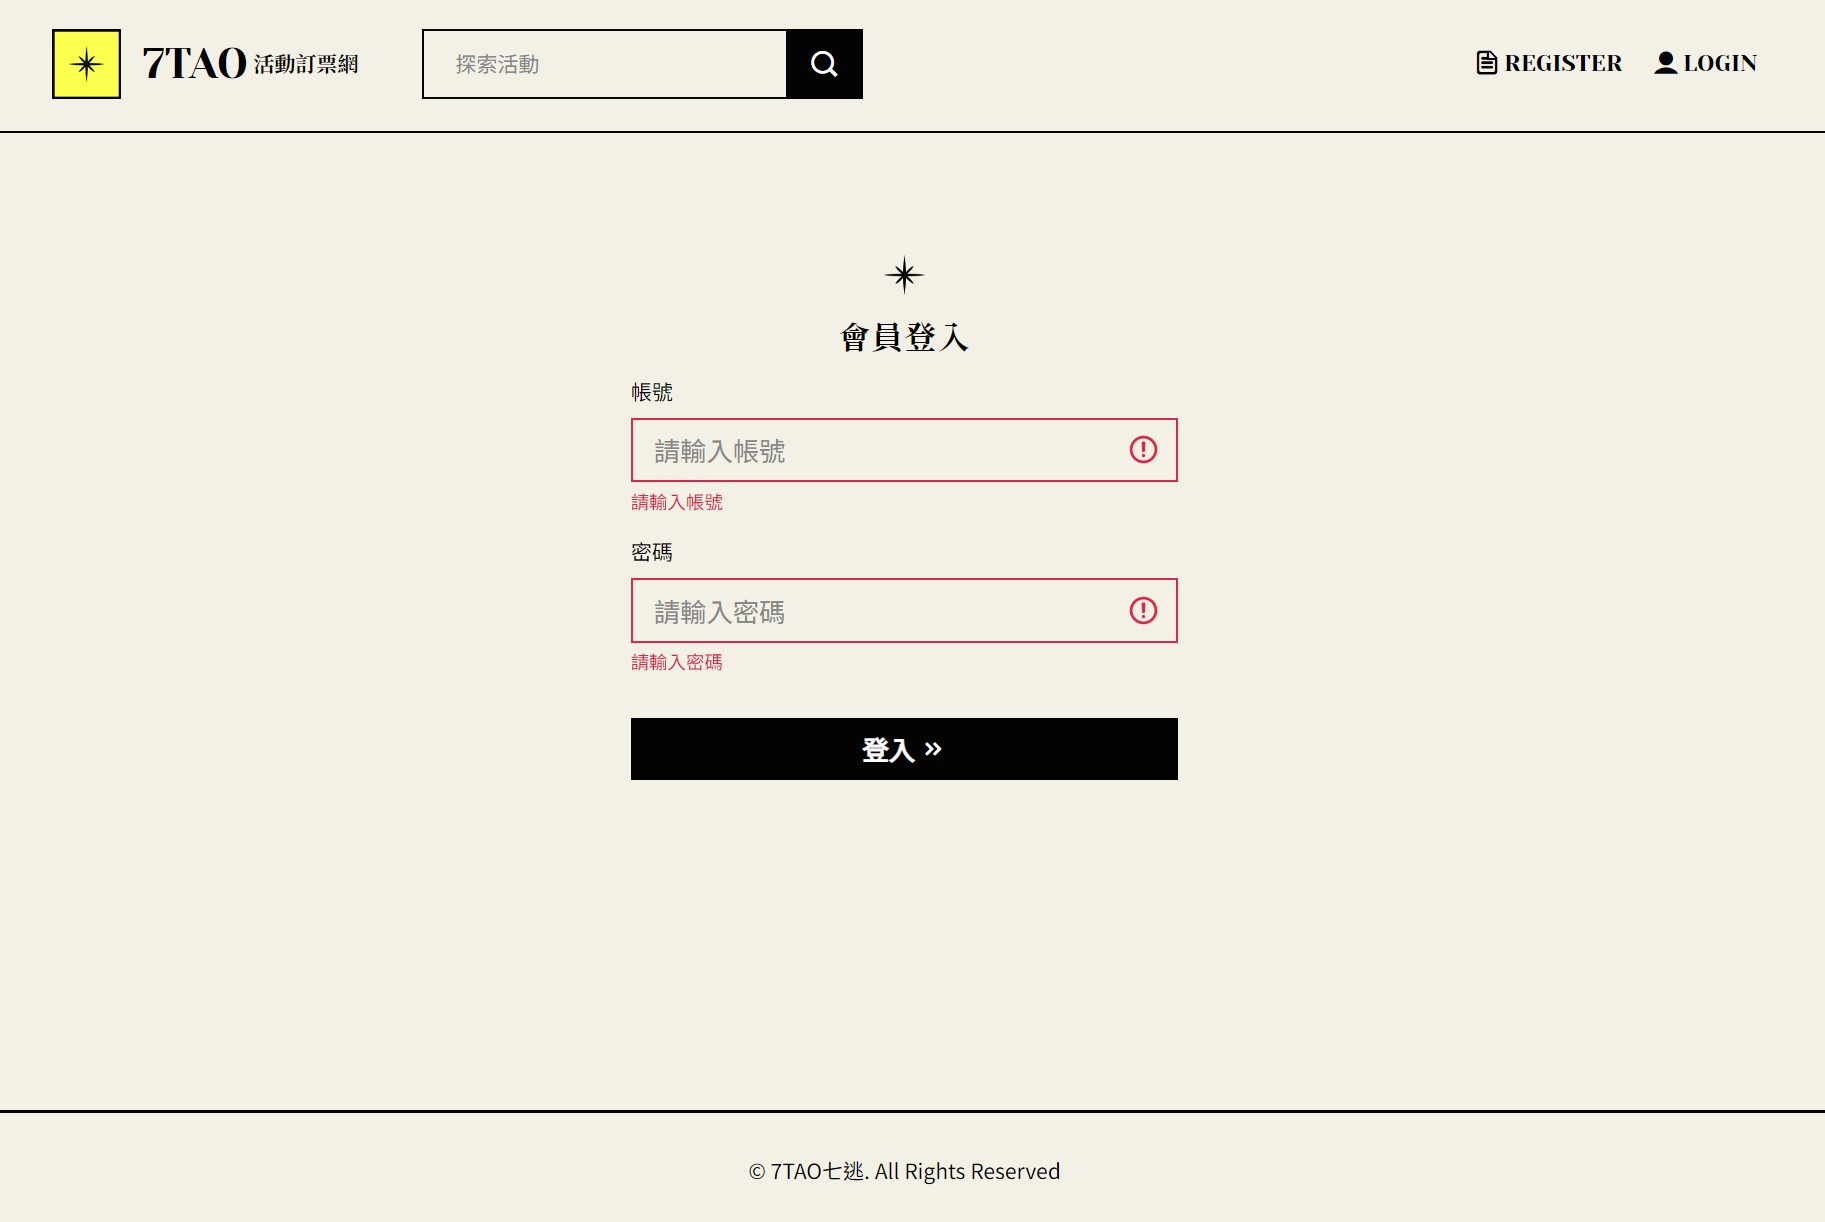 7TAO 活動訂票網
探索活動
REGISTER
LOGIN
會員登入
帳號
請輸入帳號
請輸入帳號
密碼
請輸入密碼
請輸入密碼
登入 »
© 7TAO七逃. All Rights Reserved